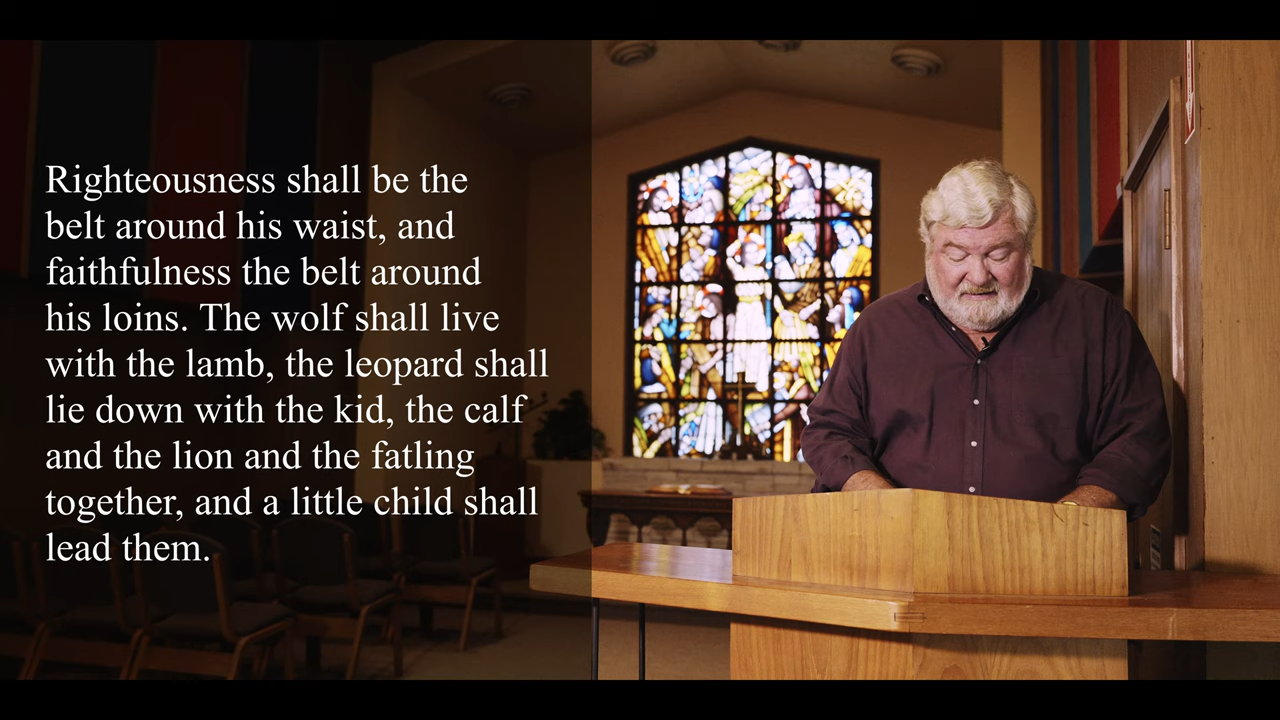 Righteousness shall be the
belt around his waist, and
faithfulness the belt around
his loins. The wolf shall live
with the lamb, the leopard shall
lie down with the kid, the calf
and the lion and the fatling
together, and a little child shall
lead them.